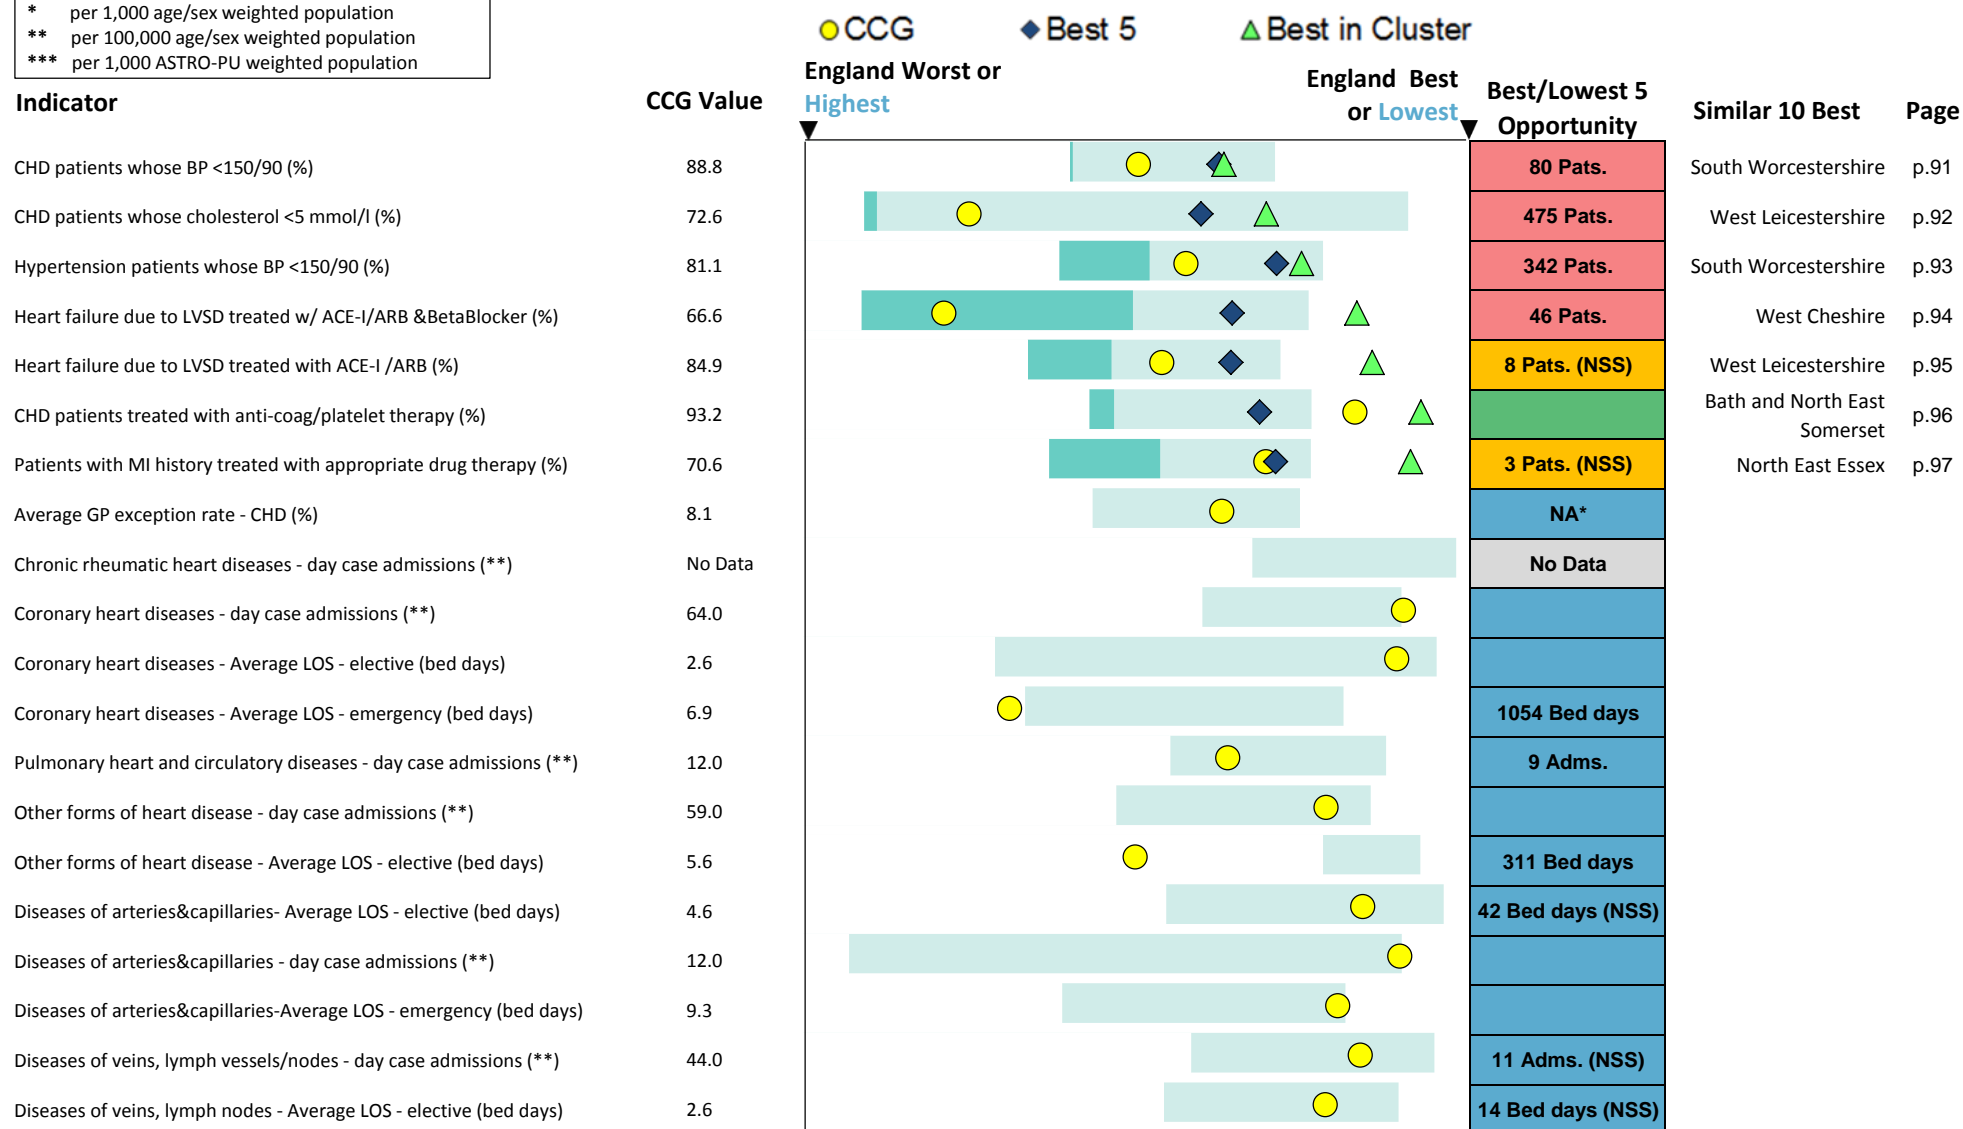 * per 1,000 age/sex weighted population
** per 100,000 age/sex weighted population
*** per 1,000 ASTRO-PU weighted population
CCG Best 5 Best in Cluster
Indicator CCG Value England Worst or Highest England Best or Lowest Best/Lowest 5 Opportunity Similar 10 Best Page
CHD patients whose BP <150/90 (%) 88.8 80 Pats. South Worcestershire p.91
CHD patients whose cholesterol <5 mmol/l (%) 72.6 475 Pats. West Leicestershire p.92
Hypertension patients whose BP <150/90 (%) 81.1 342 Pats. South Worcestershire p.93
Heart failure due to LVSD treated w/ ACE-I/ARB &BetaBlocker (%) 66.6 46 Pats. West Cheshire p.94
Heart failure due to LVSD treated with ACE-I /ARB (%) 84.9 8 Pats. (NSS) West Leicestershire p.95
CHD patients treated with anti-coag/platelet therapy (%) 93.2 Bath and North East Somerset p.96
Patients with MI history treated with appropriate drug therapy (%) 70.6 3 Pats. (NSS) North East Essex p.97
Average GP exception rate - CHD (%) 8.1 NA*
Chronic rheumatic heart diseases - day case admissions (**) No Data No Data
Coronary heart diseases - day case admissions (**) 64.0
Coronary heart diseases - Average LOS - elective (bed days) 2.6
Coronary heart diseases - Average LOS - emergency (bed days) 6.9 1054 Bed days
Pulmonary heart and circulatory diseases - day case admissions (**) 12.0 9 Adms.
Other forms of heart disease - day case admissions (**) 59.0
Other forms of heart disease - Average LOS - elective (bed days) 5.6 311 Bed days
Diseases of arteries&capillaries- Average LOS - elective (bed days) 4.6 42 Bed days (NSS)
Diseases of arteries&capillaries - day case admissions (**) 12.0
Diseases of arteries&capillaries-Average LOS - emergency (bed days) 9.3
Diseases of veins, lymph vessels/nodes - day case admissions (**) 44.0 11 Adms. (NSS)
Diseases of veins, lymph nodes - Average LOS - elective (bed days) 2.6 14 Bed days (NSS)